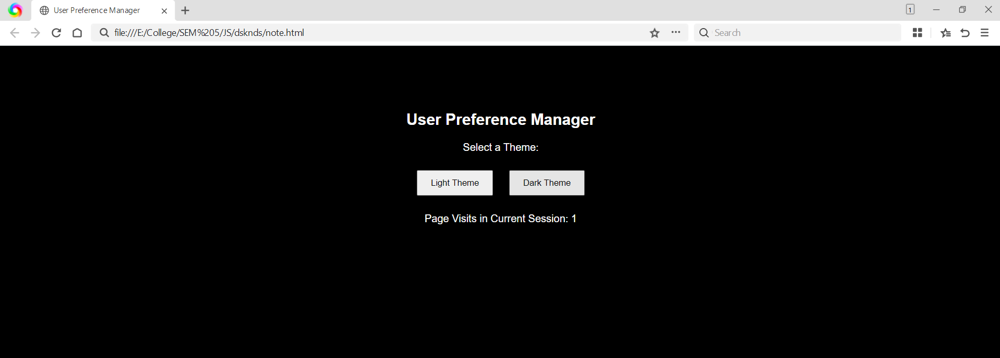 User Preference Manager
1
file:///E:/College/SEM%205/JS/dsknds/note.html
Search
User Preference Manager
Select a Theme:
Light Theme
Dark Theme
Page Visits in Current Session: 1